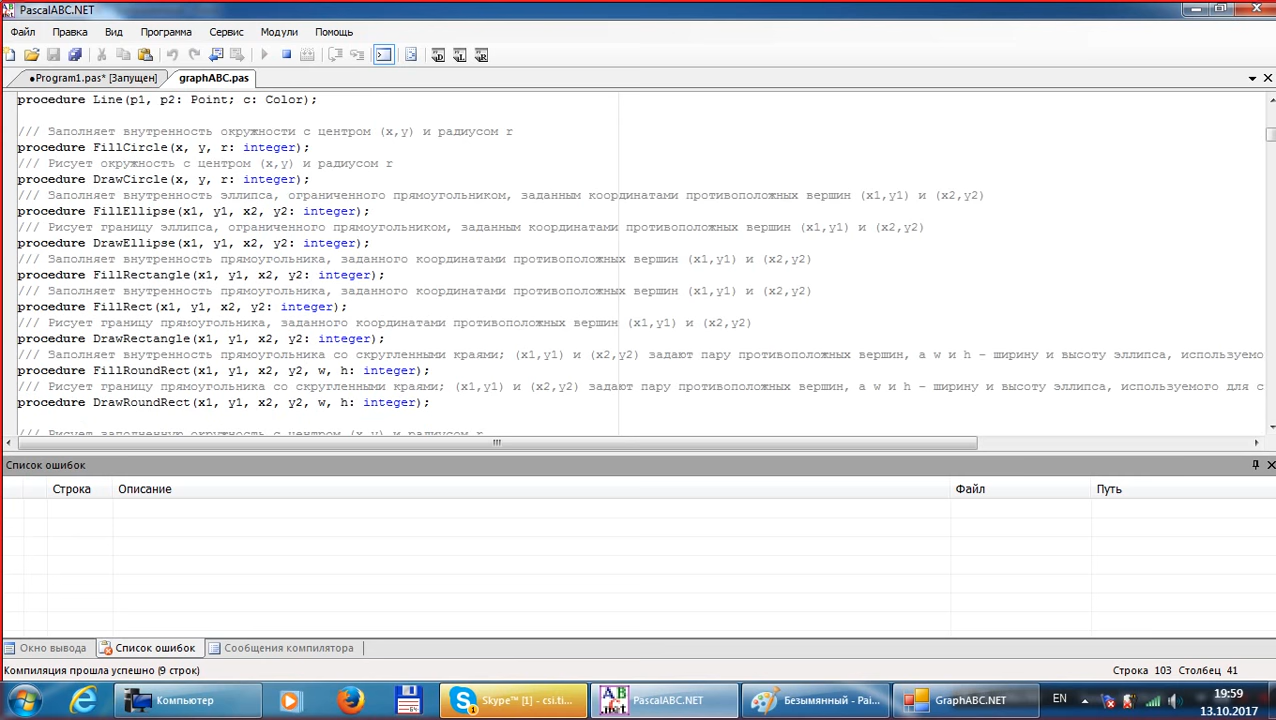 PascalABC.NET
Файл Правка Вид Программа Сервис Модули Помощь
●Program1.pas* [Запущен] graphABC.pas
procedure Line(p1, p2: Point; c: Color);
/// Заполняет внутренность окружности с центром (x,y) и радиусом r
procedure FillCircle(x, y, r: integer);
/// Рисует окружность с центром (x,y) и радиусом r
procedure DrawCircle(x, y, r: integer);
/// Заполняет внутренность эллипса, ограниченного прямоугольником, заданным координатами противоположных вершин (x1,y1) и (x2,y2)
procedure FillEllipse(x1, y1, x2, y2: integer);
/// Рисует границу эллипса, ограниченного прямоугольником, заданным координатами противоположных вершин (x1,y1) и (x2,y2)
procedure DrawEllipse(x1, y1, x2, y2: integer);
/// Заполняет внутренность прямоугольника, заданного координатами противоположных вершин (x1,y1) и (x2,y2)
procedure FillRectangle(x1, y1, x2, y2: integer);
/// Заполняет внутренность прямоугольника, заданного координатами противоположных вершин (x1,y1) и (x2,y2)
procedure FillRect(x1, y1, x2, y2: integer);
/// Рисует границу прямоугольника, заданного координатами противоположных вершин (x1,y1) и (x2,y2)
procedure DrawRectangle(x1, y1, x2, y2: integer);
/// Заполняет внутренность прямоугольника со скругленными краями; (x1,y1) и (x2,y2) задают пару противоположных вершин, а w и h – ширину и высоту эллипса, используемо
procedure FillRoundRect(x1, y1, x2, y2, w, h: integer);
/// Рисует границу прямоугольника со скругленными краями; (x1,y1) и (x2,y2) задают пару противоположных вершин, а w и h – ширину и высоту эллипса, используемого для с
procedure DrawRoundRect(x1, y1, x2, y2, w, h: integer);
/// Рисует заполненную окружность с центром (x,y) и радиусом r
Список ошибок
Строка Описание Файл Путь
Окно вывода Список ошибок Сообщения компилятора
Компиляция прошла успешно (9 строк) Строка 103 Столбец 41
Компьютер Skype™ [1] - csi.ti... PascalABC.NET Безымянный - Pai... GraphABC.NET EN 19:59
13.10.2017